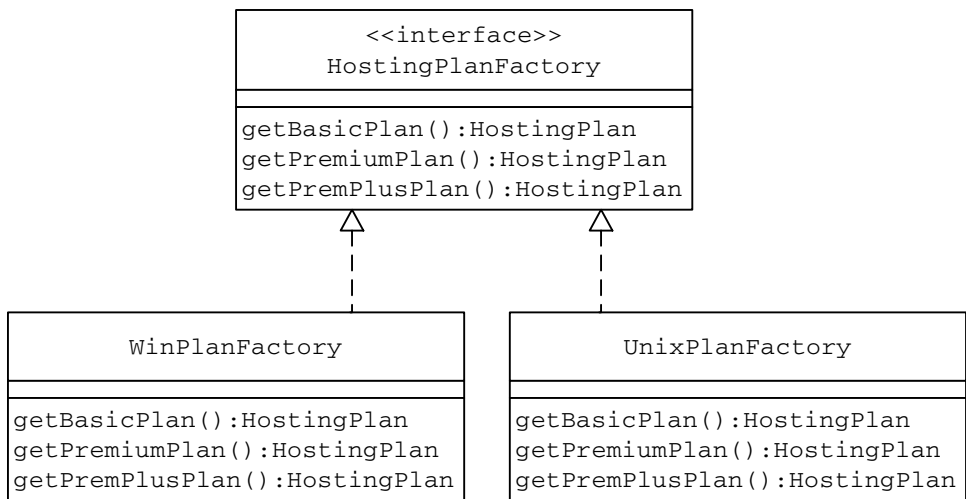 <<interface>>
HostingPlanFactory
getBasicPlan():HostingPlan
getPremiumPlan():HostingPlan
getPremPlusPlan():HostingPlan
WinPlanFactory
getBasicPlan():HostingPlan
getPremiumPlan():HostingPlan
getPremPlusPlan():HostingPlan
UnixPlanFactory
getBasicPlan():HostingPlan
getPremiumPlan():HostingPlan
getPremPlusPlan():HostingPlan